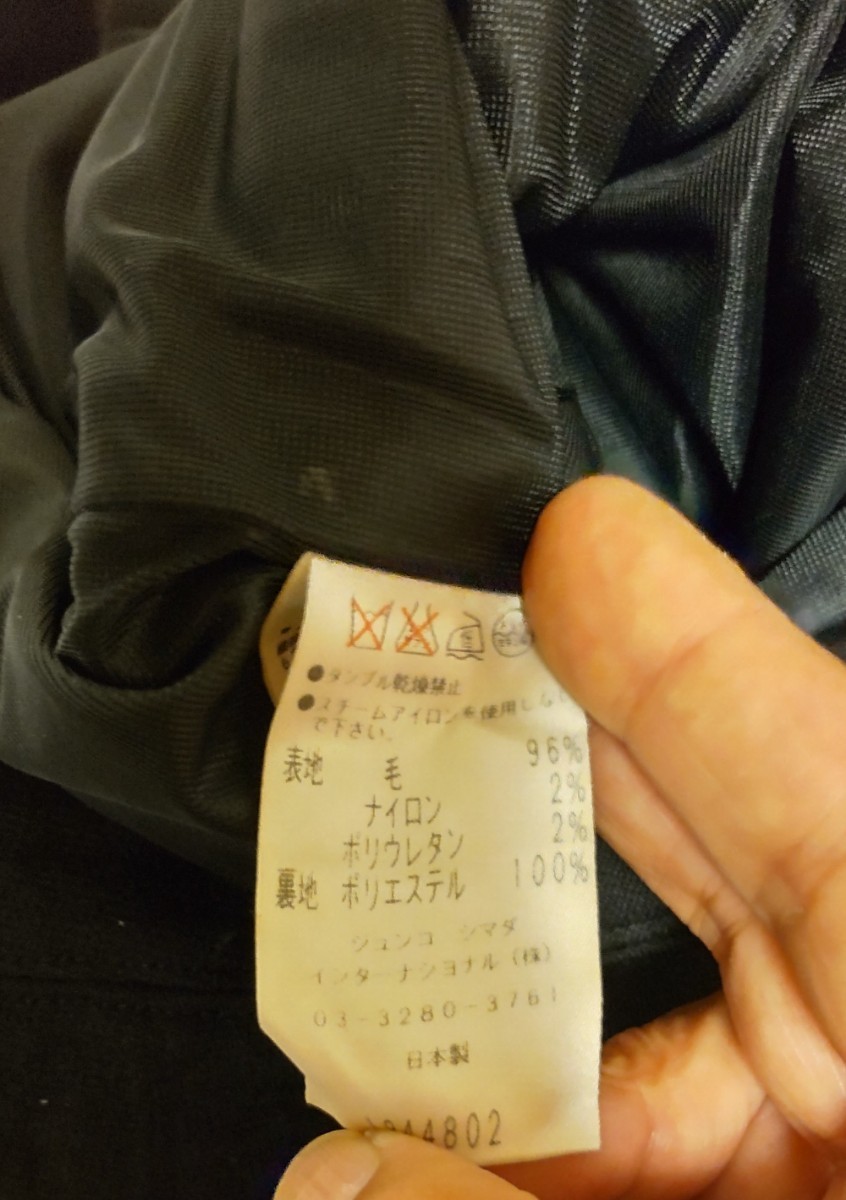 ●タンブル乾燥禁止
●スチームアイロンを使用しな
で下さい。
表地 毛 96%
ナイロン 2%
ポリウレタン 2%
裏地 ポリエステル 100%
ジュンコ シマダ
インターナショナル(株)
03-3280-3761
日本製
44802